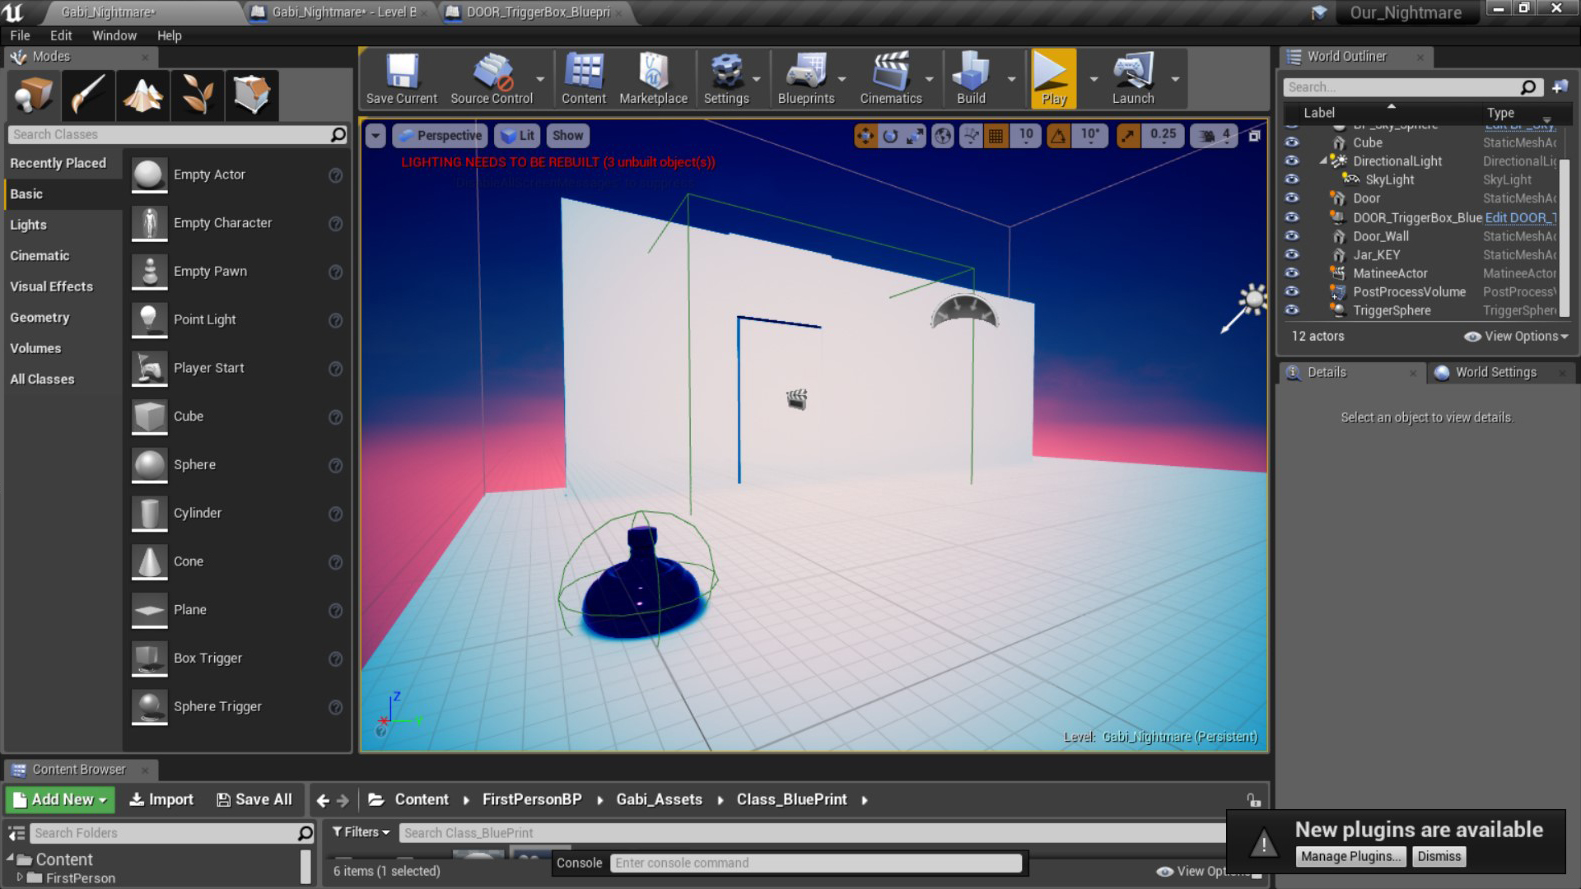 Gabi_Nightmare*
Gabi_Nightmare* - Level B
DOOR_TriggerBox_Bluepri
Our_Nightmare
File Edit Window Help
Modes
Save Current
Source Control
Content
Marketplace
Settings
Blueprints
Cinematics
Build
Play
Launch
World Outliner
Search...
Label
Type
Search Classes
Recently Placed
Basic
Lights
Cinematic
Visual Effects
Geometry
Volumes
All Classes
Empty Actor
Empty Character
Empty Pawn
Point Light
Player Start
Cube
Sphere
Cylinder
Cone
Plane
Box Trigger
Sphere Trigger
Perspective
Lit
Show
10
10°
0.25
4
LIGHTING NEEDS TO BE REBUILT (3 unbuilt object(s))
Z
Y
Level: Gabi_Nightmare (Persistent)
BP_Sky_Sphere Edit BP_Sky
Cube StaticMeshAc
DirectionalLight DirectionalLig
SkyLight SkyLight
Door StaticMeshAc
DOOR_TriggerBox_Blue Edit DOOR_T
Door_Wall StaticMeshAc
Jar_KEY StaticMeshAc
MatineeActor MatineeActor
PostProcessVolume PostProcessV
TriggerSphere TriggerSpher
12 actors
View Options
Details
World Settings
Select an object to view details.
Content Browser
Add New
Import
Save All
Content
FirstPersonBP
Gabi_Assets
Class_BluePrint
Search Folders
Filters
Search Class_BluePrint
Content
FirstPerson
6 items (1 selected)
Console
Enter console command
View Optio
New plugins are available
Manage Plugins...
Dismiss